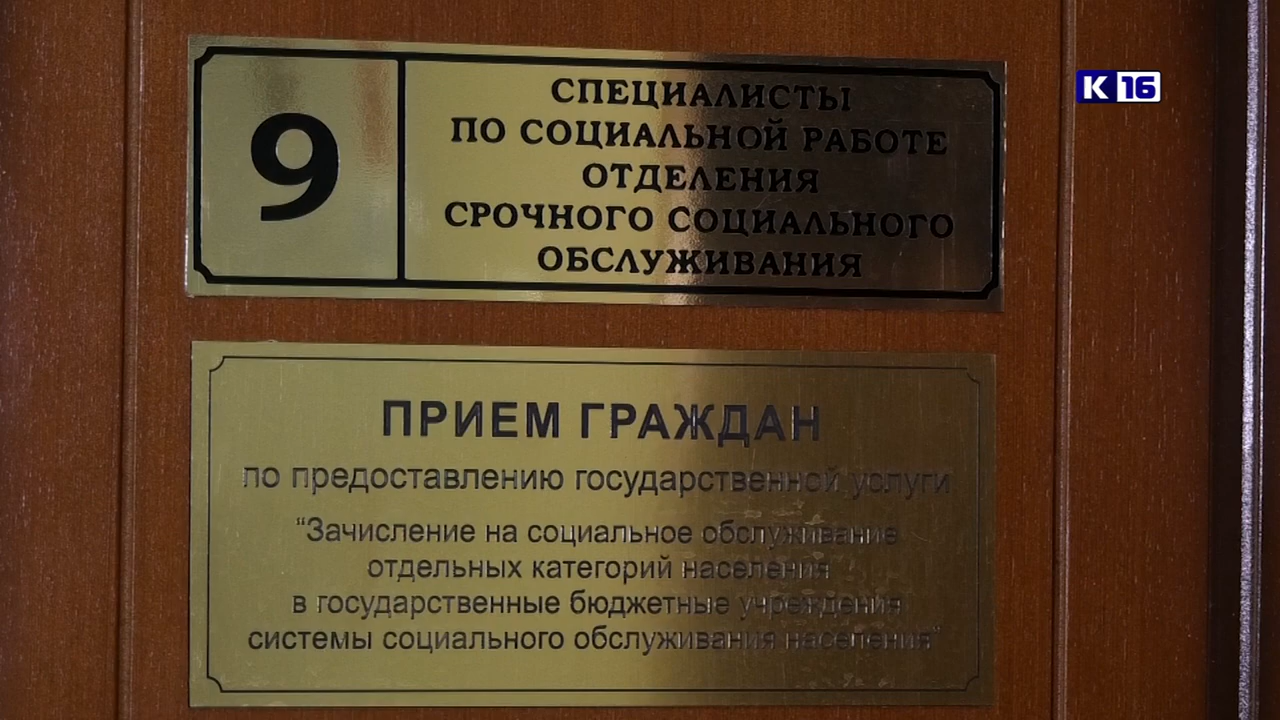 К 16
9
СПЕЦИАЛИСТЫ
ПО СОЦИАЛЬНОЙ РАБОТЕ
ОТДЕЛЕНИЯ
СРОЧНОГО СОЦИАЛЬНОГО
ОБСЛУЖИВАНИЯ
ПРИЕМ ГРАЖДАН
по предоставлению государственной услуги
“Зачисление на социальное обслуживание
отдельных категорий населения
в государственные бюджетные учреждения
системы социального обслуживания населения”